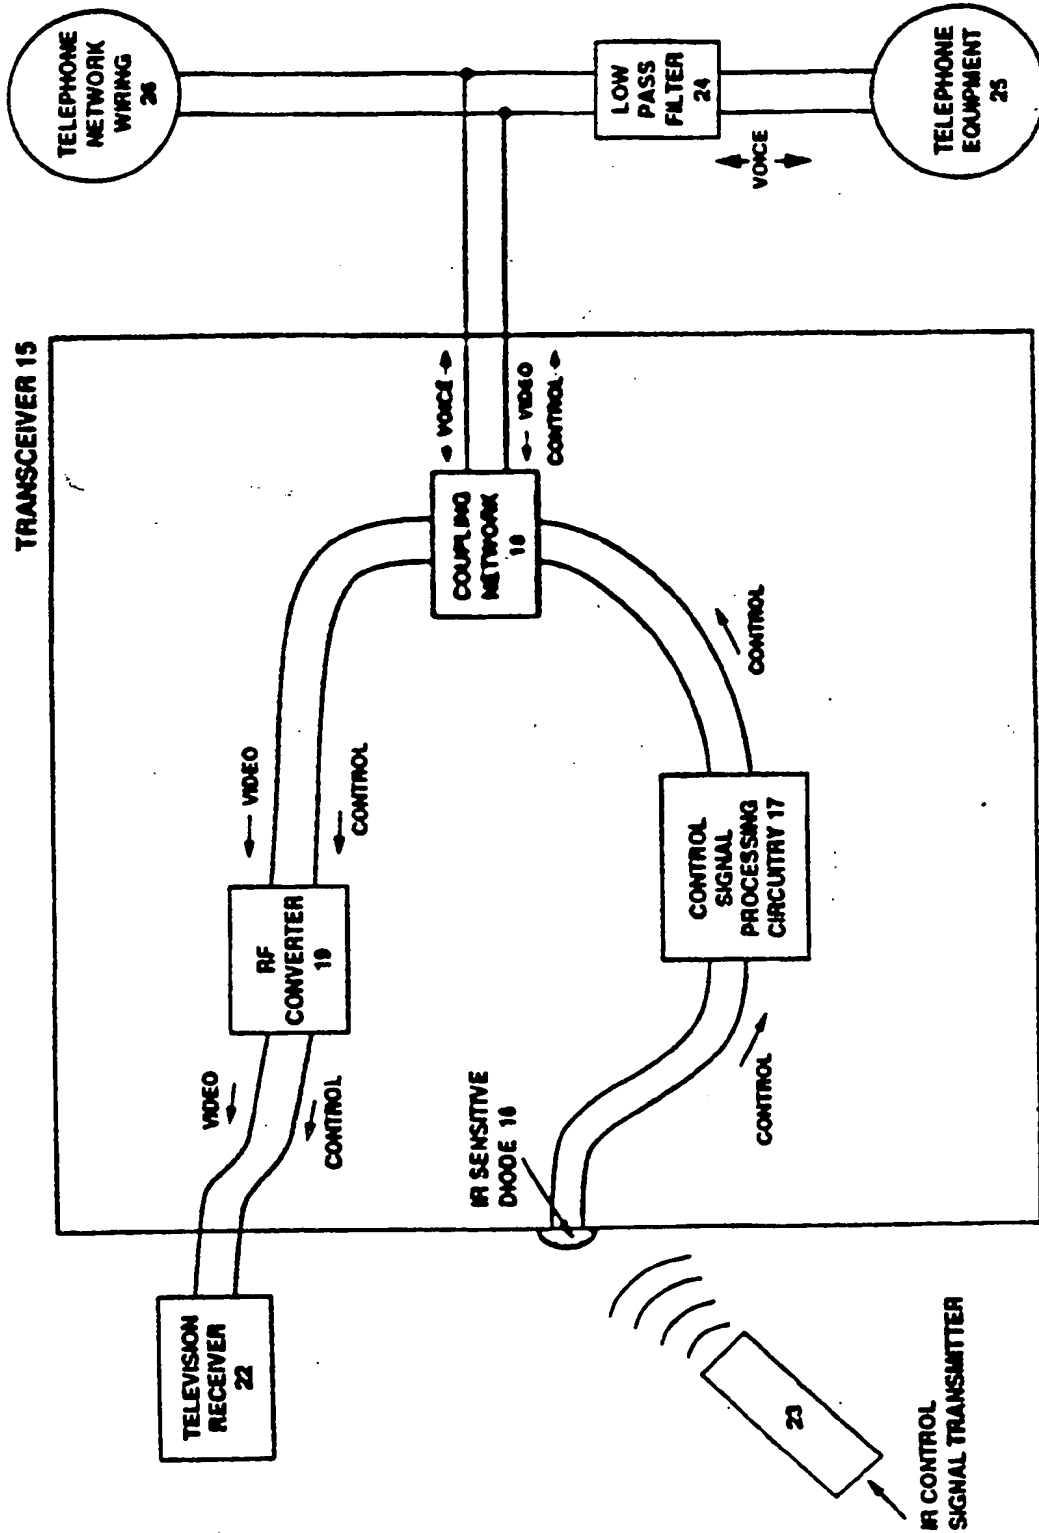 TRANSCEIVER 15
TELEPHONE
NETWORK
WIRING
26
TELEVISION
RECEIVER
22
VIDEO
CONTROL
RF
CONVERTER
19
VIDEO
CONTROL
COUPLING
NETWORK
18
VOICE
VIDEO
CONTROL
LOW
PASS
FILTER
24
VOICE
TELEPHONE
EQUIPMENT
25
IR SENSITIVE
DIODE 16
CONTROL
CONTROL
SIGNAL
PROCESSING
CIRCUITRY 17
CONTROL
23
IR CONTROL
SIGNAL TRANSMITTER